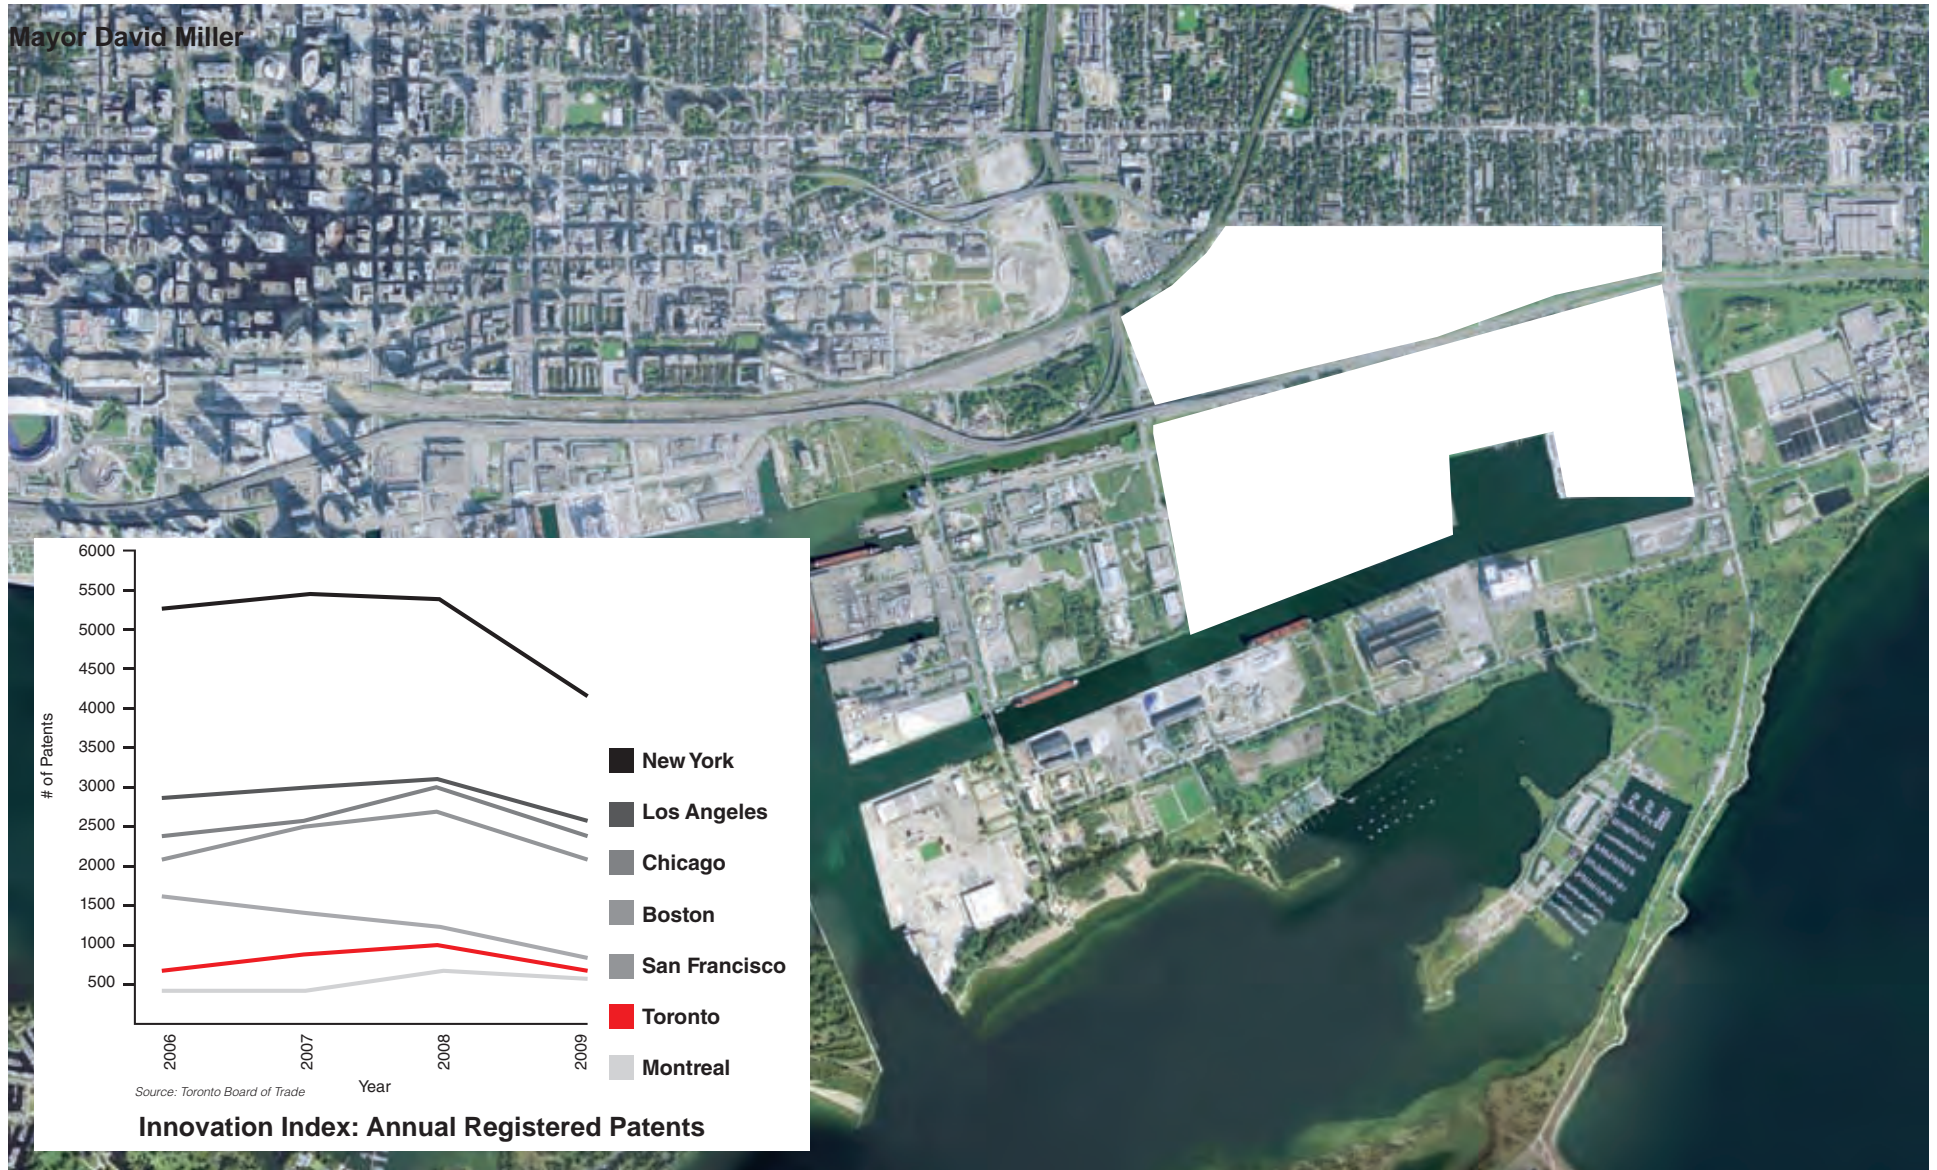 Mayor David Miller
6000
5500
5000
4500
4000
3500
3000
2500
2000
1500
1000
500
# of Patents
2006
2007
2008
2009
Year
New York
Los Angeles
Chicago
Boston
San Francisco
Toronto
Montreal
Source: Toronto Board of Trade
Innovation Index: Annual Registered Patents